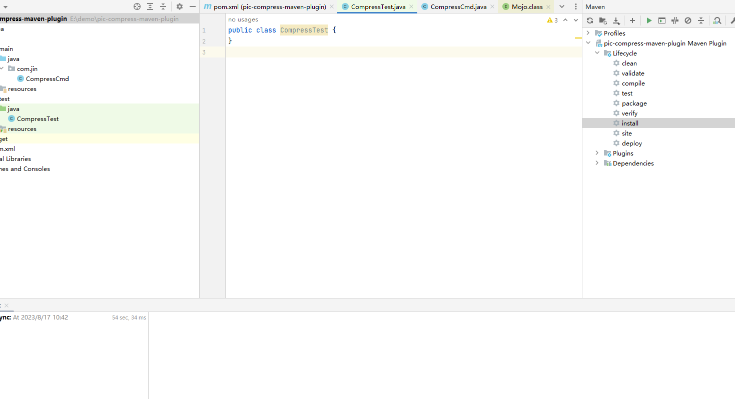 ompress-maven-plugin E:\demo\pic-compress-maven-plugin
a
main
java
com.jin
CompressCmd
resources
test
java
CompressTest
resources
get
m.xml
al Libraries
hes and Consoles
pom.xml (pic-compress-maven-plugin)
CompressTest.java
CompressCmd.java
Mojo.class
no usages
3
1 public class CompressTest {
2 }
3
Maven
Profiles
pic-compress-maven-plugin Maven Plugin
Lifecycle
clean
validate
compile
test
package
verify
install
site
deploy
Plugins
Dependencies
ync: At 2023/8/17 10:42 54 sec, 34 ms